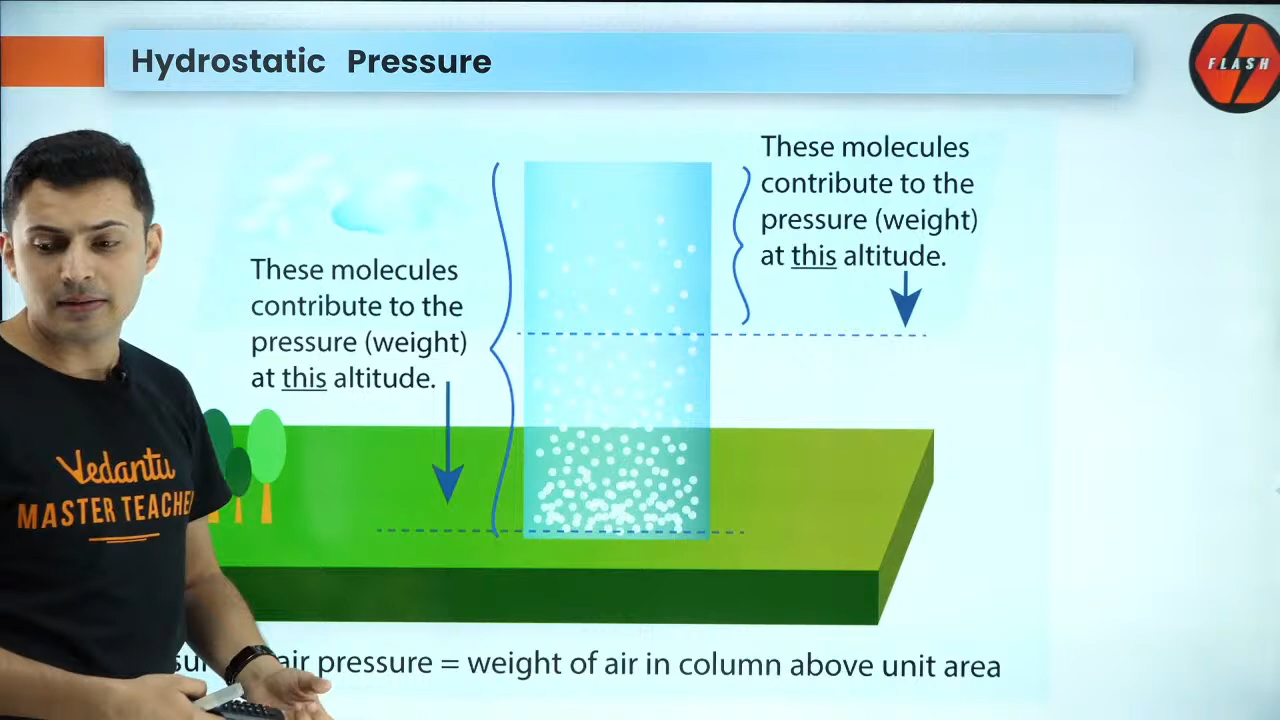 Hydrostatic Pressure
FLASH
These molecules
contribute to the
pressure (weight)
at this altitude.
These molecules
contribute to the
pressure (weight)
at this altitude.
Vedantu
MASTER TEACHE
air pressure = weight of air in column above unit area